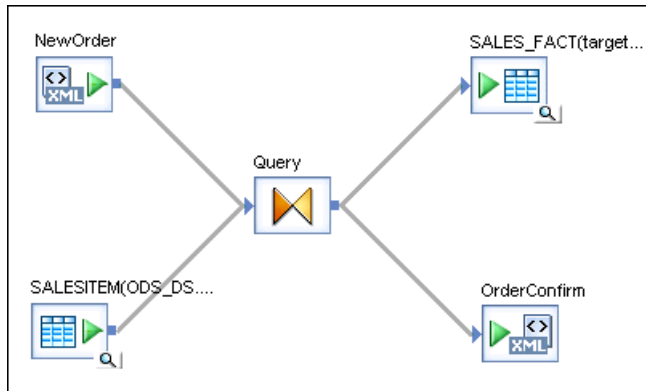 NewOrder
SALES_FACT(target...
XML
Query
SALESITEM(ODS_DS....
OrderConfirm
XML